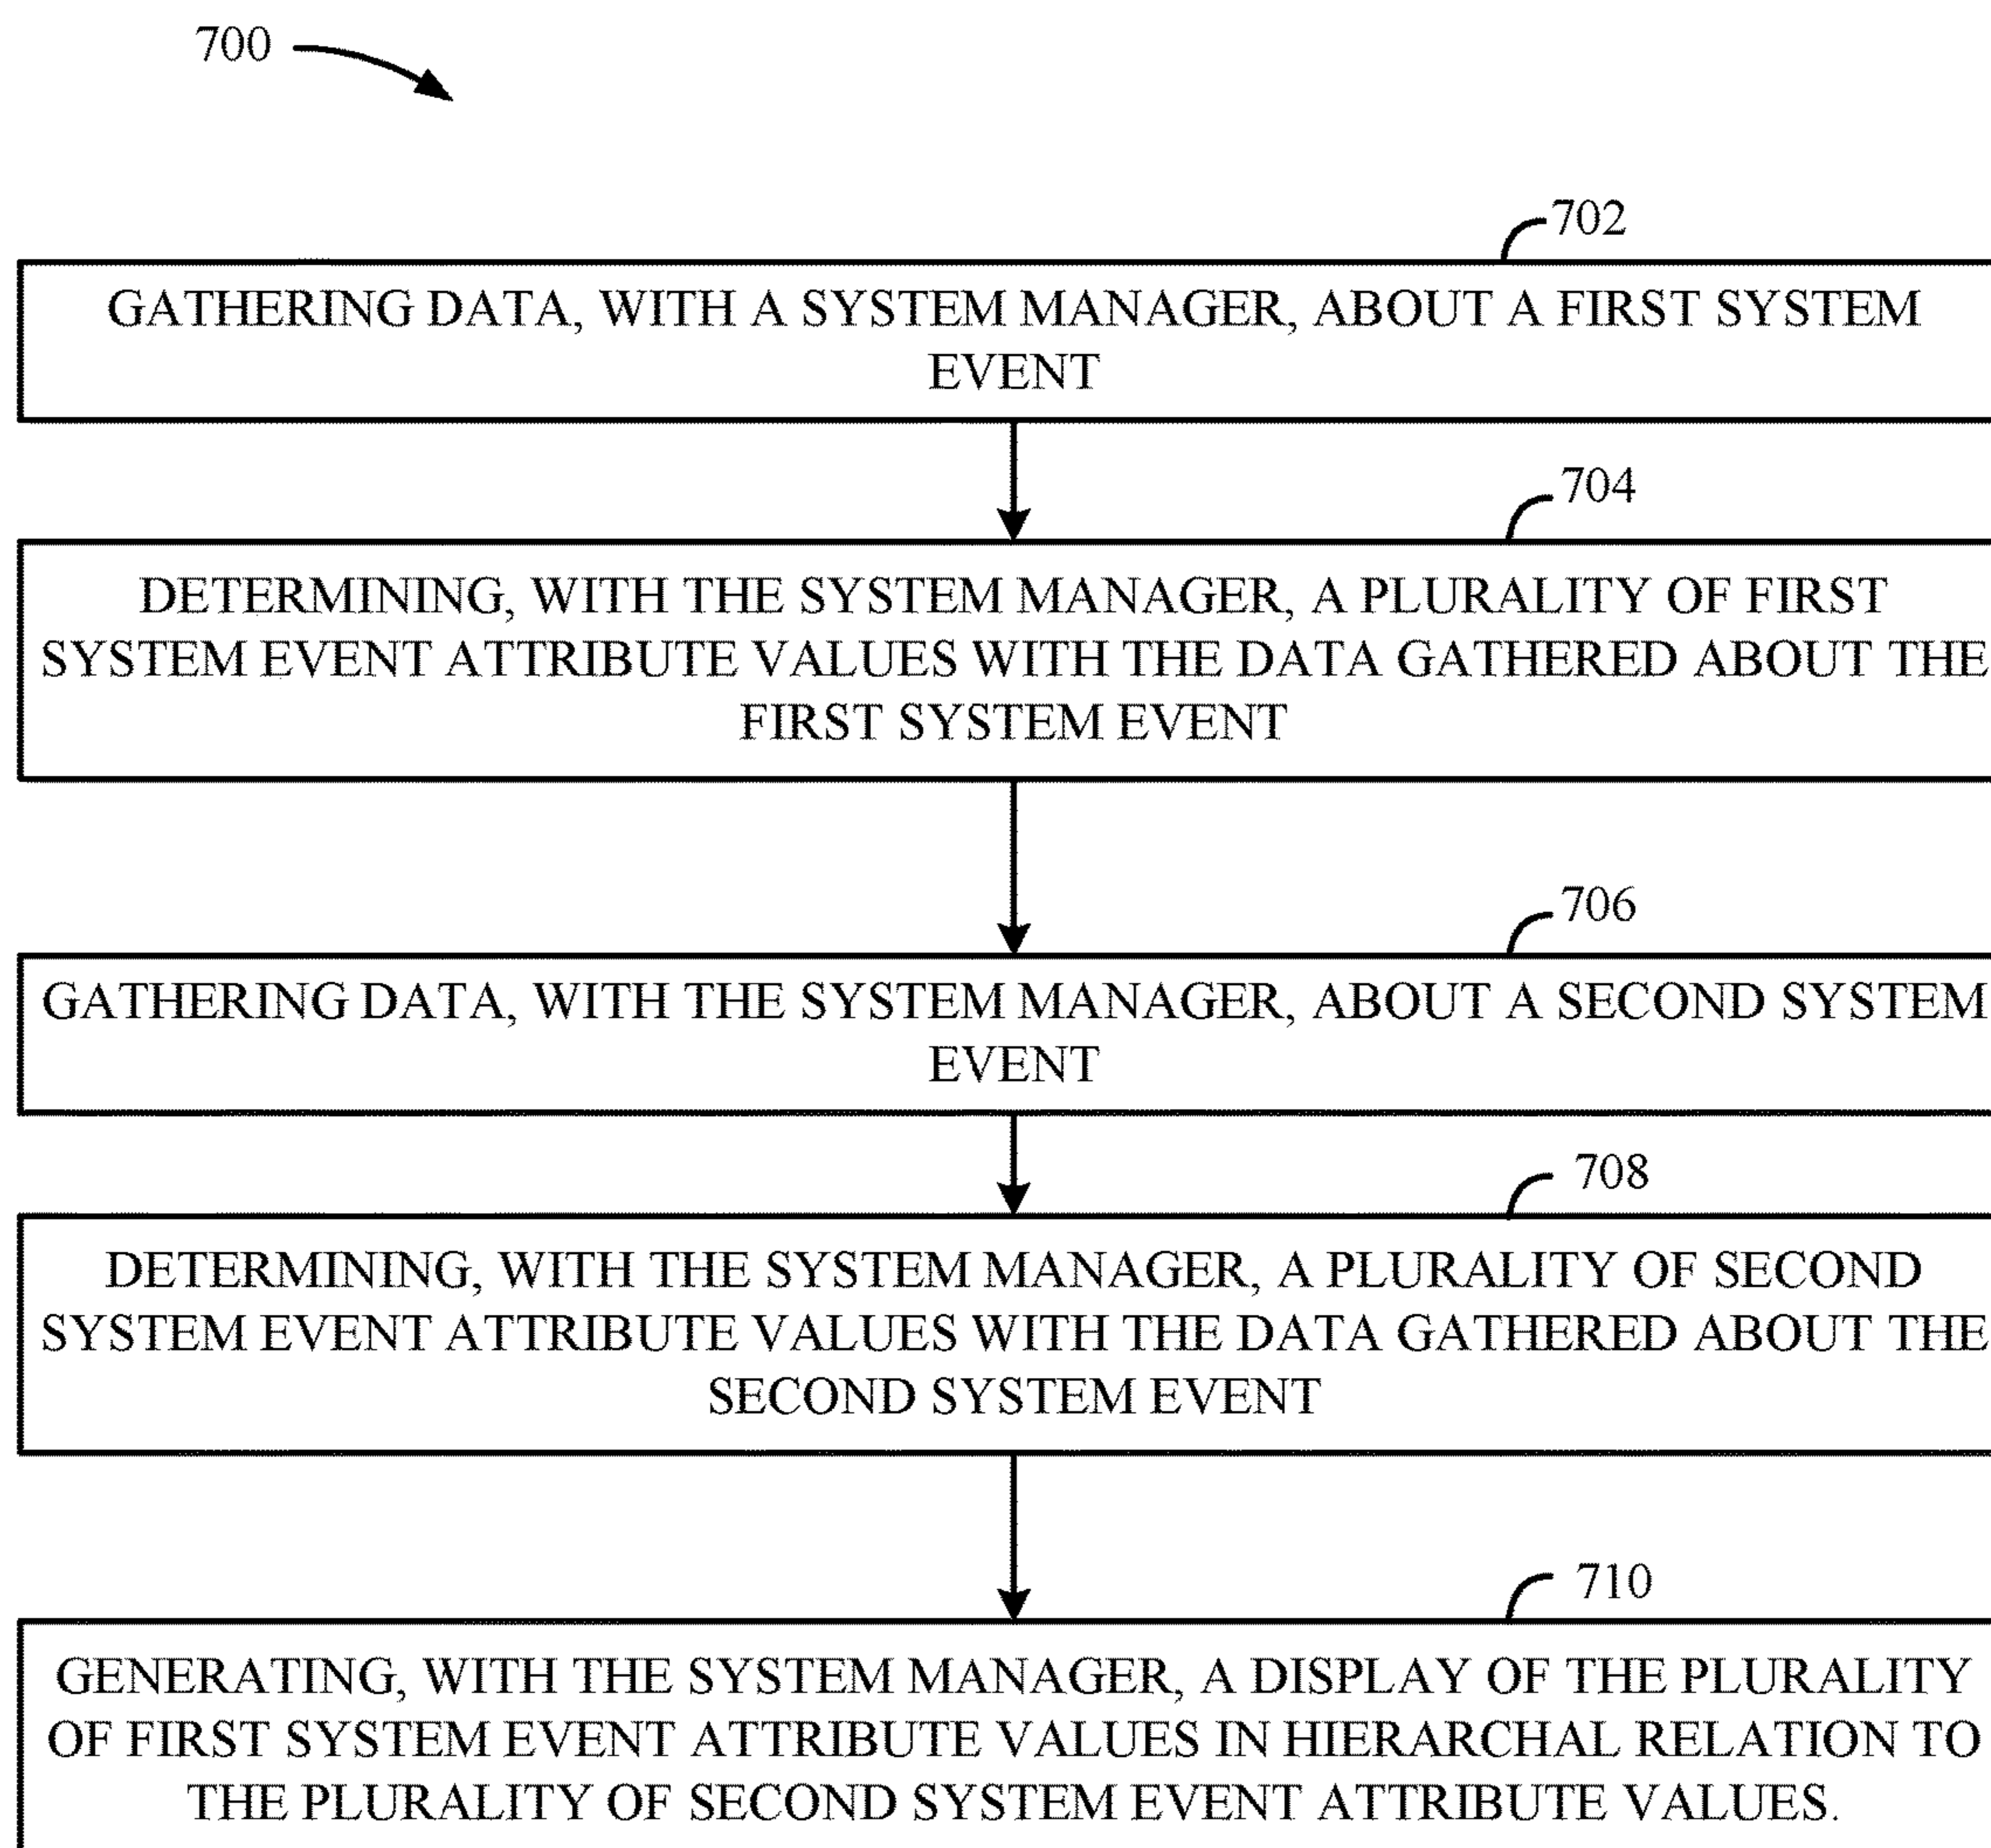 700
702
GATHERING DATA, WITH A SYSTEM MANAGER, ABOUT A FIRST SYSTEM
EVENT
704
DETERMINING, WITH THE SYSTEM MANAGER, A PLURALITY OF FIRST
SYSTEM EVENT ATTRIBUTE VALUES WITH THE DATA GATHERED ABOUT THE
FIRST SYSTEM EVENT
706
GATHERING DATA, WITH THE SYSTEM MANAGER, ABOUT A SECOND SYSTEM
EVENT
708
DETERMINING, WITH THE SYSTEM MANAGER, A PLURALITY OF SECOND
SYSTEM EVENT ATTRIBUTE VALUES WITH THE DATA GATHERED ABOUT THE
SECOND SYSTEM EVENT
710
GENERATING, WITH THE SYSTEM MANAGER, A DISPLAY OF THE PLURALITY
OF FIRST SYSTEM EVENT ATTRIBUTE VALUES IN HIERARCHAL RELATION TO
THE PLURALITY OF SECOND SYSTEM EVENT ATTRIBUTE VALUES.